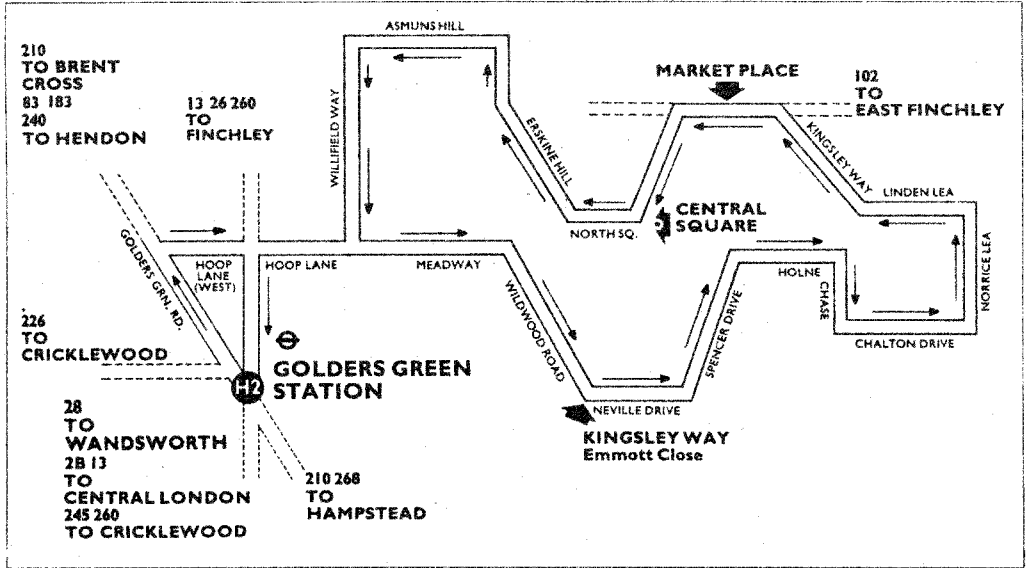 ASMUNS HILL
210
TO BRENT
CROSS
83 183
240
TO HENDON
13 26 260
TO
FINCHLEY
WILLIFIELD WAY
ERSKINE HILL
MARKET PLACE
102
TO
EAST FINCHLEY
KINGSLEY WAY
LINDEN LEA
NORTH SQ.
CENTRAL
SQUARE
NORRICE LEA
GOLDERS GRN. RD.
HOOP
LANE
(WEST)
HOOP LANE
MEADWAY
WILDWOOD ROAD
SPENCER DRIVE
HOLNE
CHASE
CHALTON DRIVE
226
TO
CRICKLEWOOD
H2
GOLDERS GREEN
STATION
NEVILLE DRIVE
KINGSLEY WAY
Emmott Close
28
TO
WANDSWORTH
2B 13
TO
CENTRAL LONDON
245 260
TO CRICKLEWOOD
210 268
TO
HAMPSTEAD